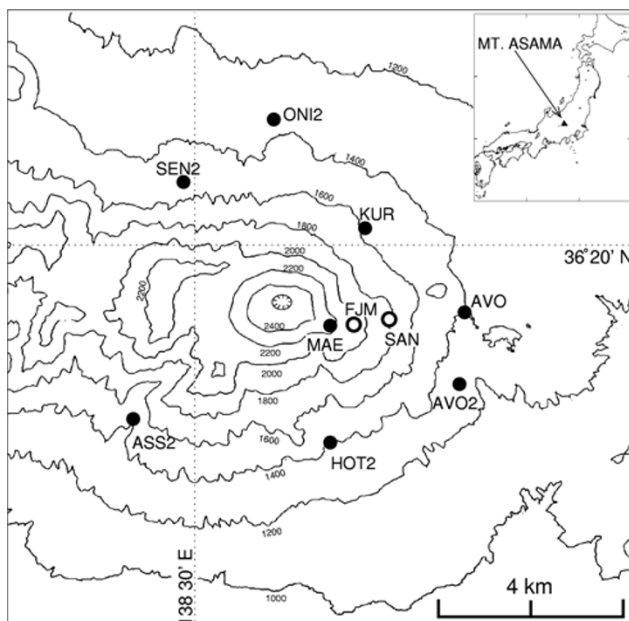 MT. ASAMA
1200
ONI2
1400
SEN2
1600
KUR
1800
36° 20' N
2000
2200
2200
AVO
FJM
2400
SAN
MAE
2200
2000
1800
AVO2
1600
ASS2
HOT2
1400
1200
138 30' E
4 km
1000